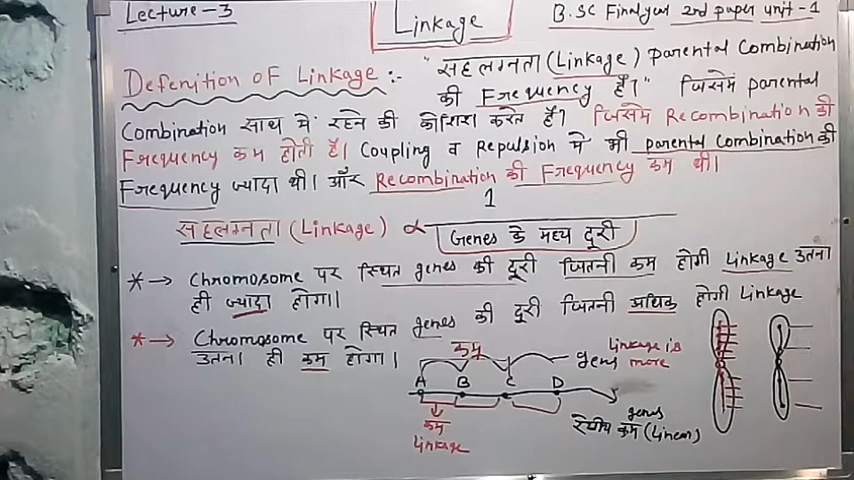 Lecture-3
Linkage
B.SC Final year 2nd paper unit-1
Defenition OF Linkage :- "सहलग्नता (Linkage) parental Combination
की Frequency हैं।" जिसमें parental
Combination साथ में रहने की कोशिश करते हैं। जिसमें Recombination की
Frequency कम होती हैं। Coupling व Repulsion में भी parental Combination की
Frequency ज्यादा थी। और Recombination की Frequency कम थी।
सहलग्नता (Linkage) ∝ 1
Genes के मध्य दूरी
* → Chromosome पर स्थित genes की दूरी जितनी कम होगी Linkage उतना
ही ज्यादा होगा।
* → Chromosome पर स्थित genes की दूरी जितनी अधिक होगी Linkage
उतना ही कम होगा।
कम
Linkage is
more
A B C D
genes
रेखीय क्रम (Linear)
कम
Linkage